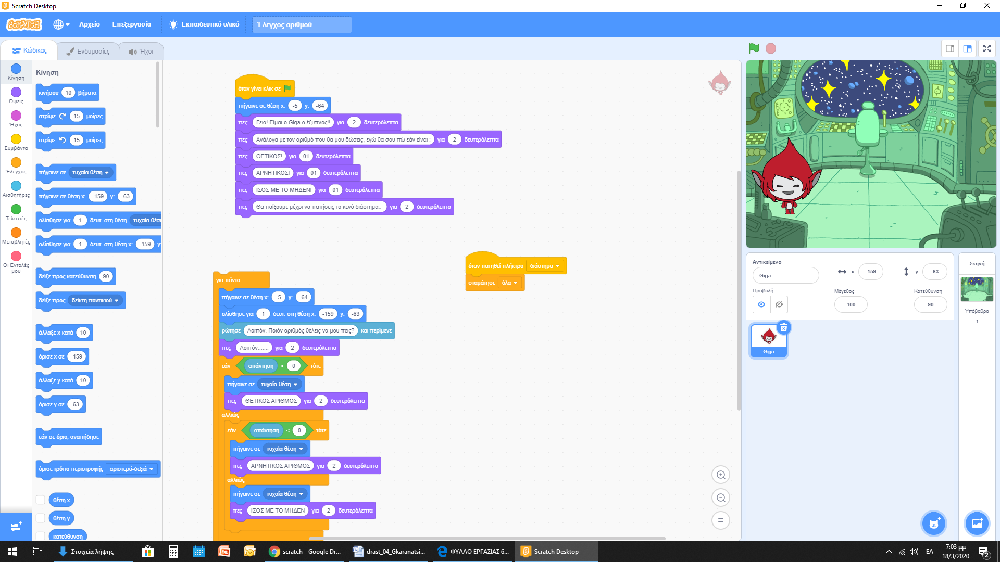 Scratch Desktop
SCRATCH
Αρχείο
Επεξεργασία
Εκπαιδευτικό υλικό
Έλεγχος αριθμού
Κώδικας
Ενδυμασίες
Ήχοι
Κίνηση
Όψεις
Ήχος
Συμβάντα
Έλεγχος
Αισθητήρες
Τελεστές
Μεταβλητές
Οι Εντολές
μου
Κίνηση
κινήσου 10 βήματα
στρίψε 15 μοίρες
στρίψε 15 μοίρες
πήγαινε σε τυχαία θέση
πήγαινε σε θέση x: -159 y: -63
ολίσθησε για 1 δευτ. στη θέση τυχαία
ολίσθησε για 1 δευτ. στη θέση x: -159 y
δείξε προς κατεύθυνση 90
δείξε προς δείκτη ποντικιού
άλλαξε x κατά 10
όρισε x σε -159
άλλαξε y κατά 10
όρισε y σε -63
εάν σε όριο, αναπήδησε
όρισε τρόπο περιστροφής αριστερά-δεξιά
θέση x
θέση y
κατεύθυνση
όταν γίνει κλικ σε
πήγαινε σε θέση x: -5 y: -64
πες Γεια! Είμαι ο Giga ο έξυπνος!! για 2 δευτερόλεπτα
πες Ανάλογα με τον αριθμό που θα μου δώσεις, εγώ θα σου πώ εάν είναι : για 2 δευτερόλεπτα
πες ΘΕΤΙΚΟΣ! για 01 δευτερόλεπτα
πες ΑΡΝΗΤΙΚΟΣ! για 01 δευτερόλεπτα
πες ΙΣΟΣ ΜΕ ΤΟ ΜΗΔΕΝ! για 01 δευτερόλεπτα
πες Θα παίξουμε μέχρι να πατήσεις το κενό διάστημα.. για 2 δευτερόλεπτα
όταν πατηθεί πλήκτρο διάστημα
σταμάτησε όλα
για πάντα
πήγαινε σε θέση x: -5 y: -64
ολίσθησε για 1 δευτ. στη θέση x: -159 y: -63
ρώτησε Λοιπόν. Ποιόν αριθμός θέλεις να μου πεις? και περίμενε
πες Λοιπόν....... για 2 δευτερόλεπτα
εάν απάντηση > 0 τότε
πήγαινε σε τυχαία θέση
πες ΘΕΤΙΚΟΣ ΑΡΙΘΜΟΣ για 2 δευτερόλεπτα
αλλιώς
εάν απάντηση < 0 τότε
πήγαινε σε τυχαία θέση
πες ΑΡΝΗΤΙΚΟΣ ΑΡΙΘΜΟΣ για 2 δευτερόλεπτα
αλλιώς
πήγαινε σε τυχαία θέση
πες ΙΣΟΣ ΜΕ ΤΟ ΜΗΔΕΝ για 2 δευτερόλεπτα
Αντικείμενο
Giga
x -159
y -63
Προβολή
Μέγεθος
100
Κατεύθυνση
90
Giga
Σκηνή
Υπόβαθρα
1
Στοιχεία λήψης
scratch - Google Dr...
drast_04_Gkaranatsi...
ΦΥΛΛΟ ΕΡΓΑΣΙΑΣ 6...
Scratch Desktop
ΕΛ
7:03 μμ
18/3/2020
2